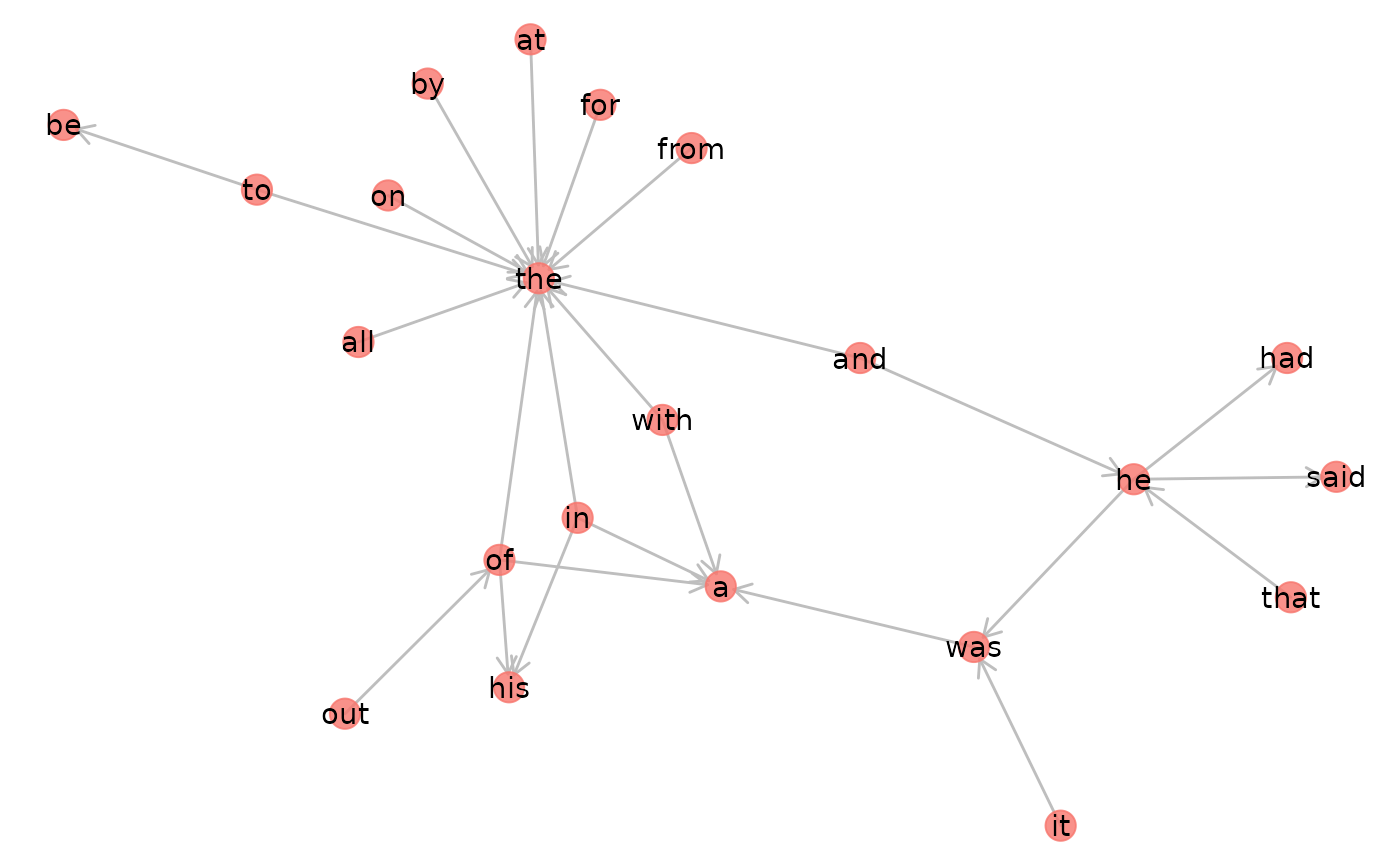 at
by
for
be
from
to
on
the
all
and
had
with
he
said
in
of
a
that
was
his
out
it